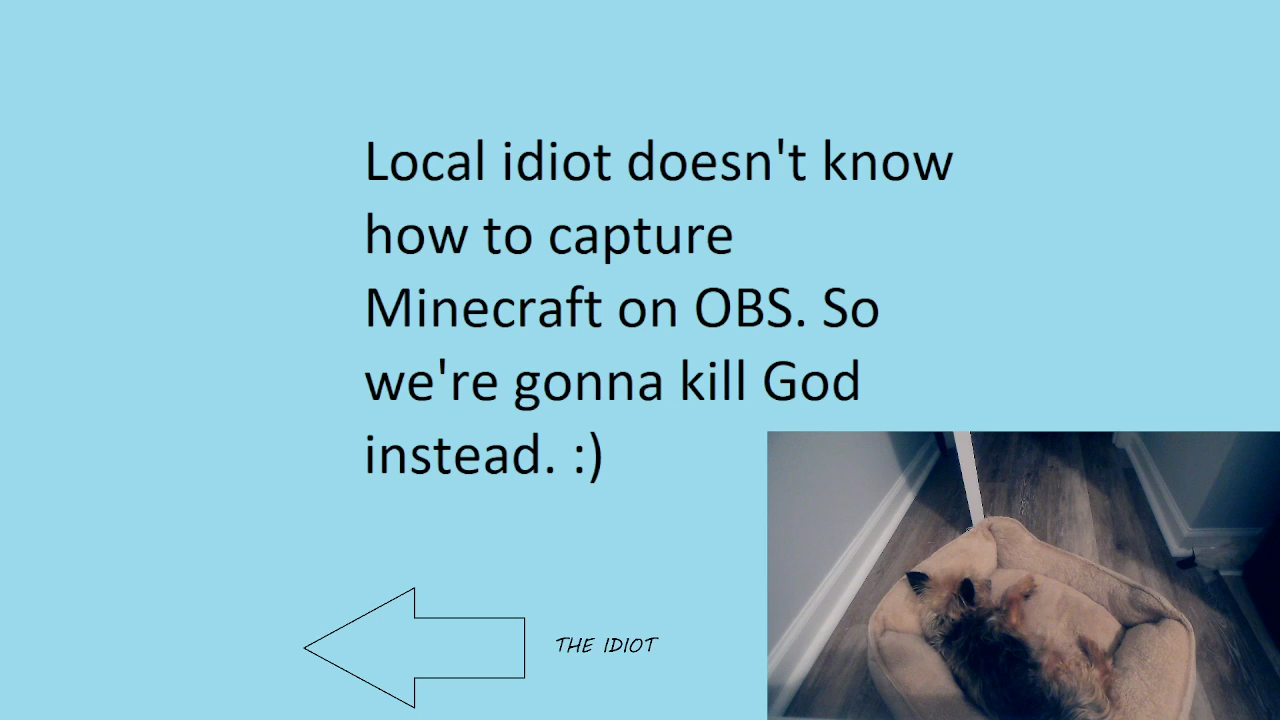 Local idiot doesn't know
how to capture
Minecraft on OBS. So
we're gonna kill God
instead. :)
THE IDIOT